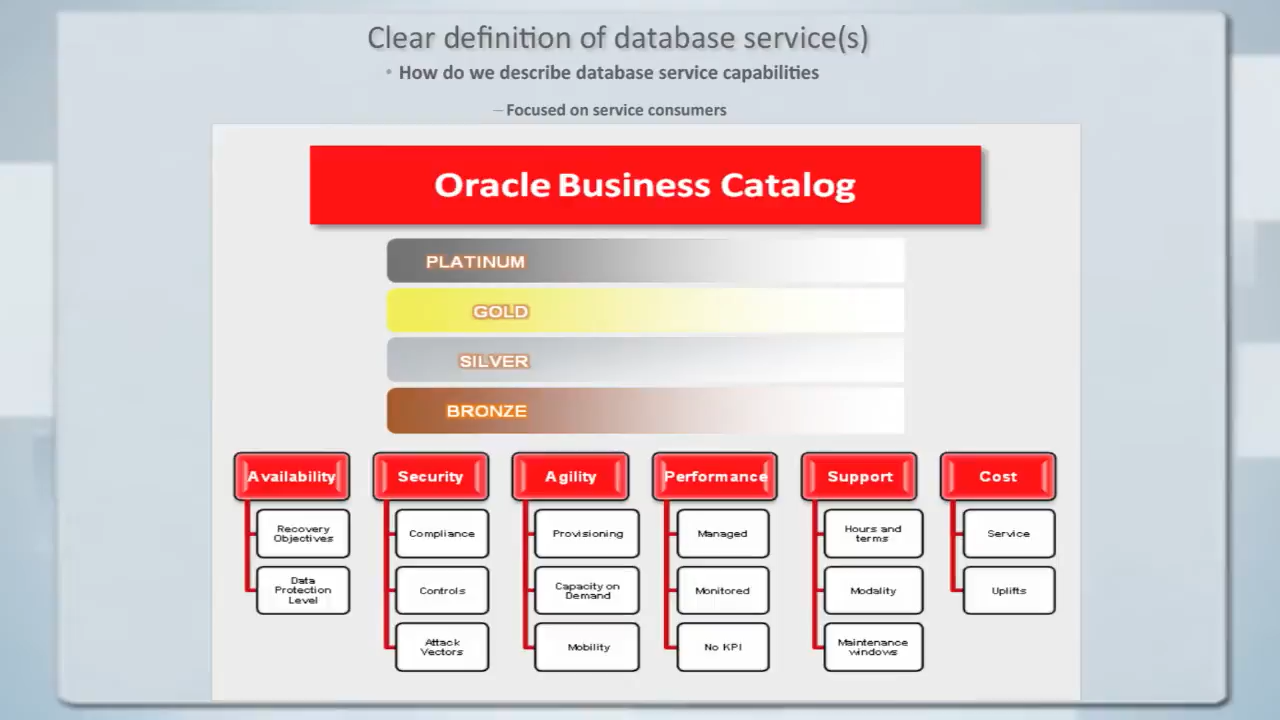 Clear definition of database service(s)
• How do we describe database service capabilities
– Focused on service consumers
Oracle Business Catalog
PLATINUM
GOLD
SILVER
BRONZE
Availability
Recovery
Objectives
Data
Protection
Level
Security
Compliance
Controls
Attack
Vectors
Agility
Provisioning
Capacity on
Demand
Mobility
Performance
Managed
Monitored
No KPI
Support
Hours and
terms
Modality
Maintenance
windows
Cost
Service
Uplifts